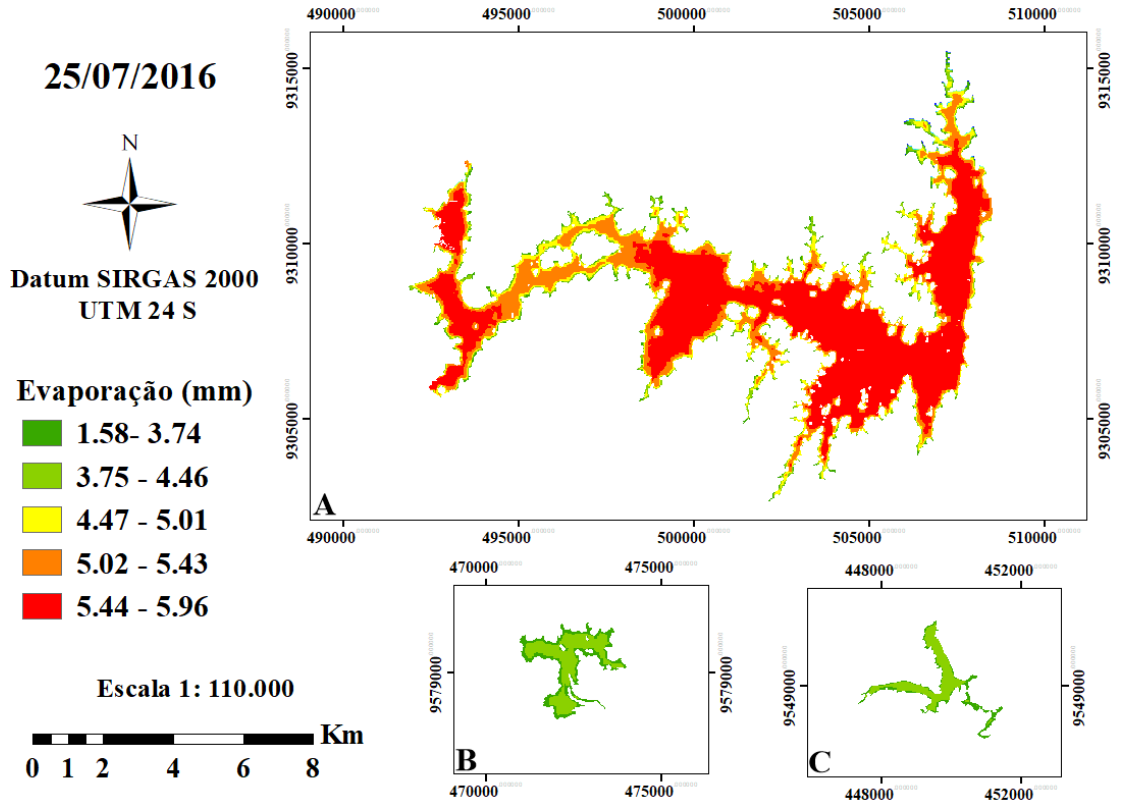 25/07/2016
N
Datum SIRGAS 2000
UTM 24 S
Evaporação (mm)
1.58- 3.74
3.75 - 4.46
4.47 - 5.01
5.02 - 5.43
5.44 - 5.96
Escala 1: 110.000
Km
0 1 2 4 6 8
490000 495000 500000 505000 510000
9315000 9315000
9310000 9310000
9305000 9305000
A
490000 495000 500000 505000 510000
470000 475000
9579000 9579000
B
470000 475000
448000 452000
9549000 9549000
C
448000 452000